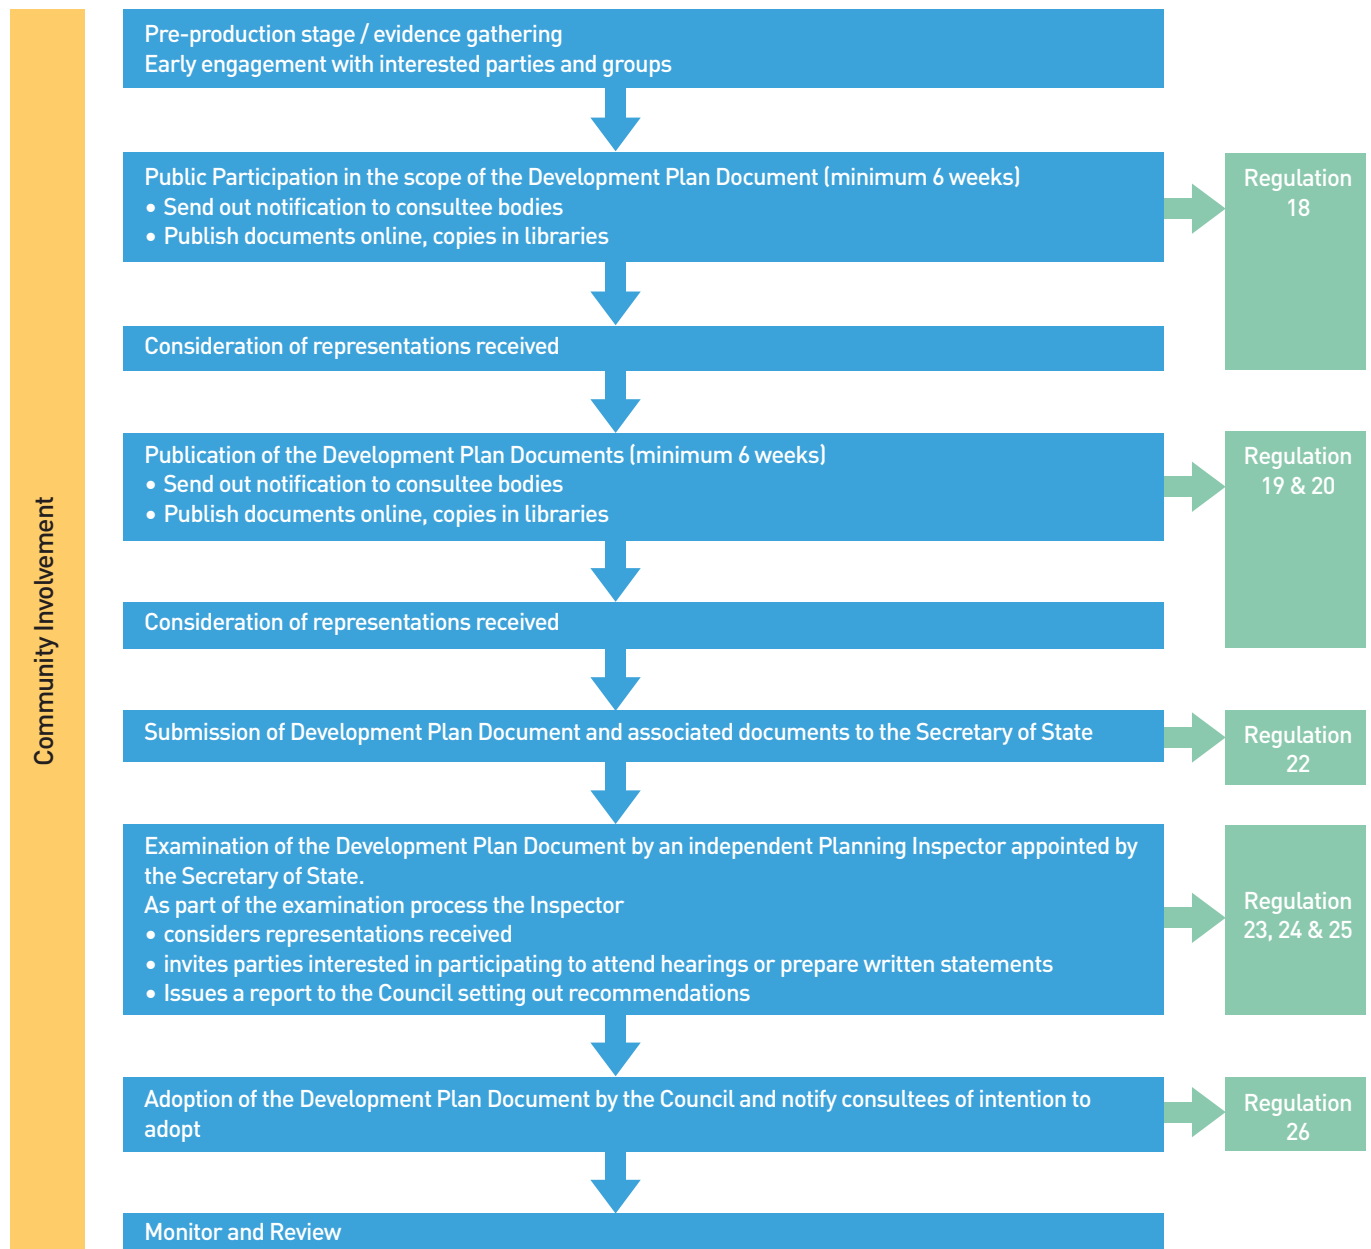 Community Involvement
Pre-production stage / evidence gathering
Early engagement with interested parties and groups
Public Participation in the scope of the Development Plan Document (minimum 6 weeks)
• Send out notification to consultee bodies
• Publish documents online, copies in libraries
Regulation
18
Consideration of representations received
Publication of the Development Plan Documents (minimum 6 weeks)
• Send out notification to consultee bodies
• Publish documents online, copies in libraries
Regulation
19 & 20
Consideration of representations received
Submission of Development Plan Document and associated documents to the Secretary of State
Regulation
22
Examination of the Development Plan Document by an independent Planning Inspector appointed by
the Secretary of State.
As part of the examination process the Inspector
• considers representations received
• invites parties interested in participating to attend hearings or prepare written statements
• Issues a report to the Council setting out recommendations
Regulation
23, 24 & 25
Adoption of the Development Plan Document by the Council and notify consultees of intention to
adopt
Regulation
26
Monitor and Review